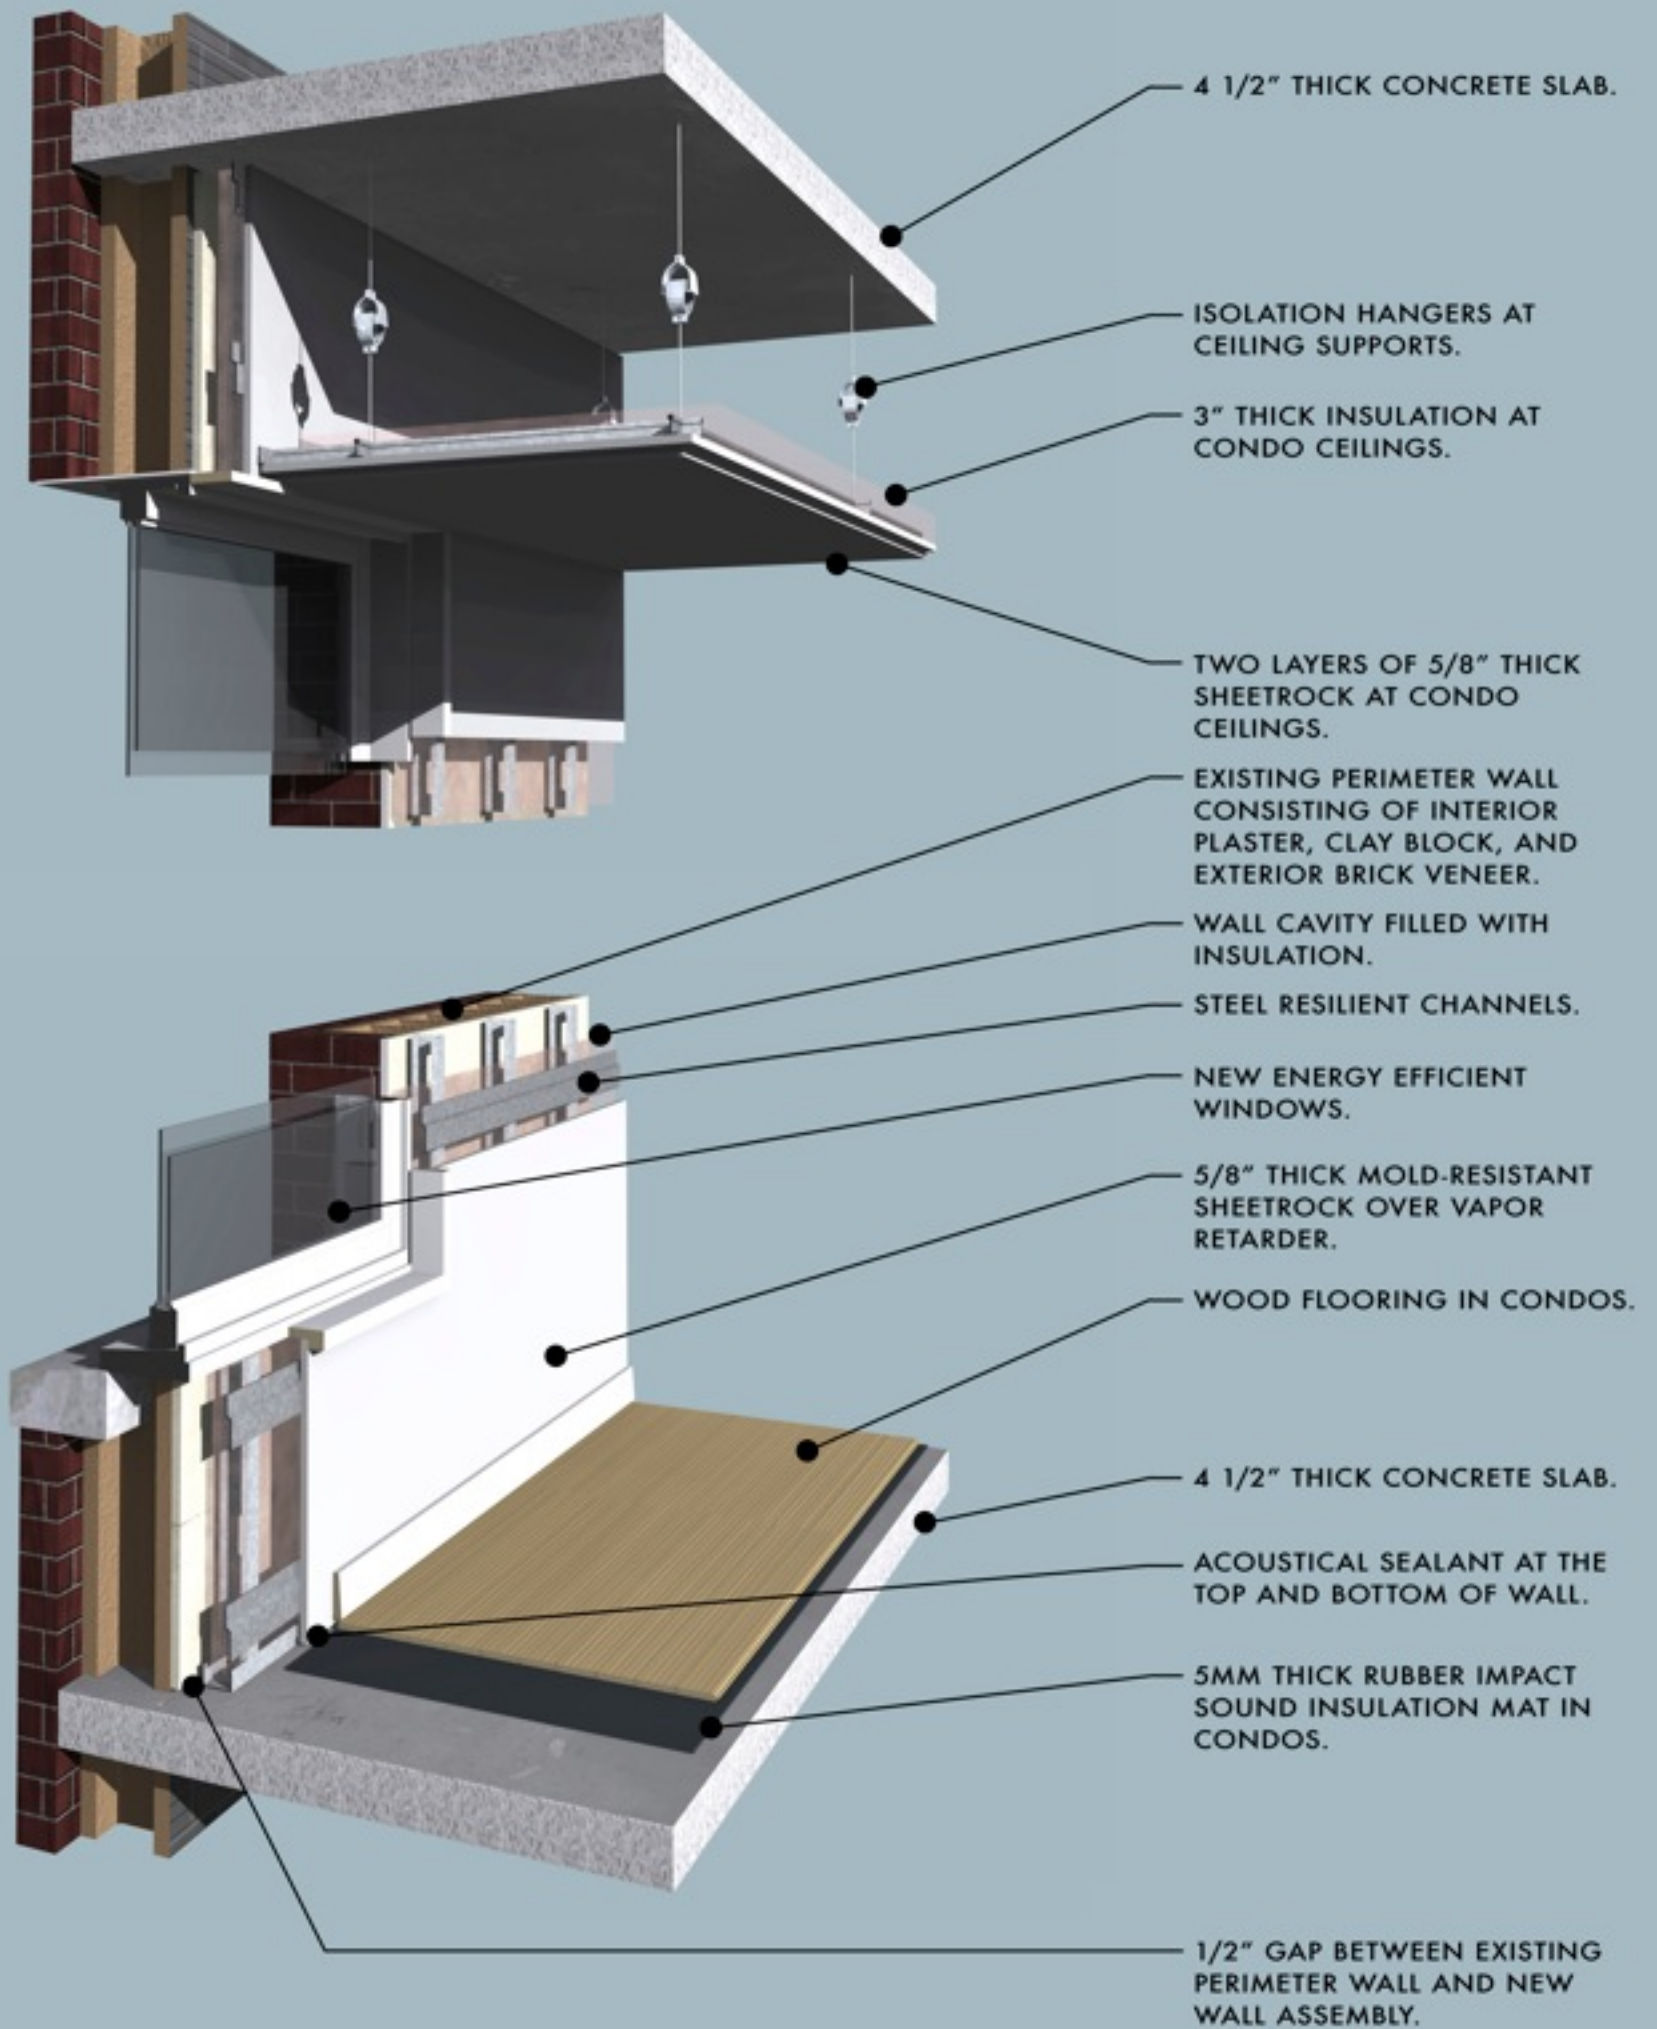 4 1/2" THICK CONCRETE SLAB.
ISOLATION HANGERS AT
CEILING SUPPORTS.
3" THICK INSULATION AT
CONDO CEILINGS.
TWO LAYERS OF 5/8" THICK
SHEETROCK AT CONDO
CEILINGS.
EXISTING PERIMETER WALL
CONSISTING OF INTERIOR
PLASTER, CLAY BLOCK, AND
EXTERIOR BRICK VENEER.
WALL CAVITY FILLED WITH
INSULATION.
STEEL RESILIENT CHANNELS.
NEW ENERGY EFFICIENT
WINDOWS.
5/8" THICK MOLD-RESISTANT
SHEETROCK OVER VAPOR
RETARDER.
WOOD FLOORING IN CONDOS.
4 1/2" THICK CONCRETE SLAB.
ACOUSTICAL SEALANT AT THE
TOP AND BOTTOM OF WALL.
5MM THICK RUBBER IMPACT
SOUND INSULATION MAT IN
CONDOS.
1/2" GAP BETWEEN EXISTING
PERIMETER WALL AND NEW
WALL ASSEMBLY.